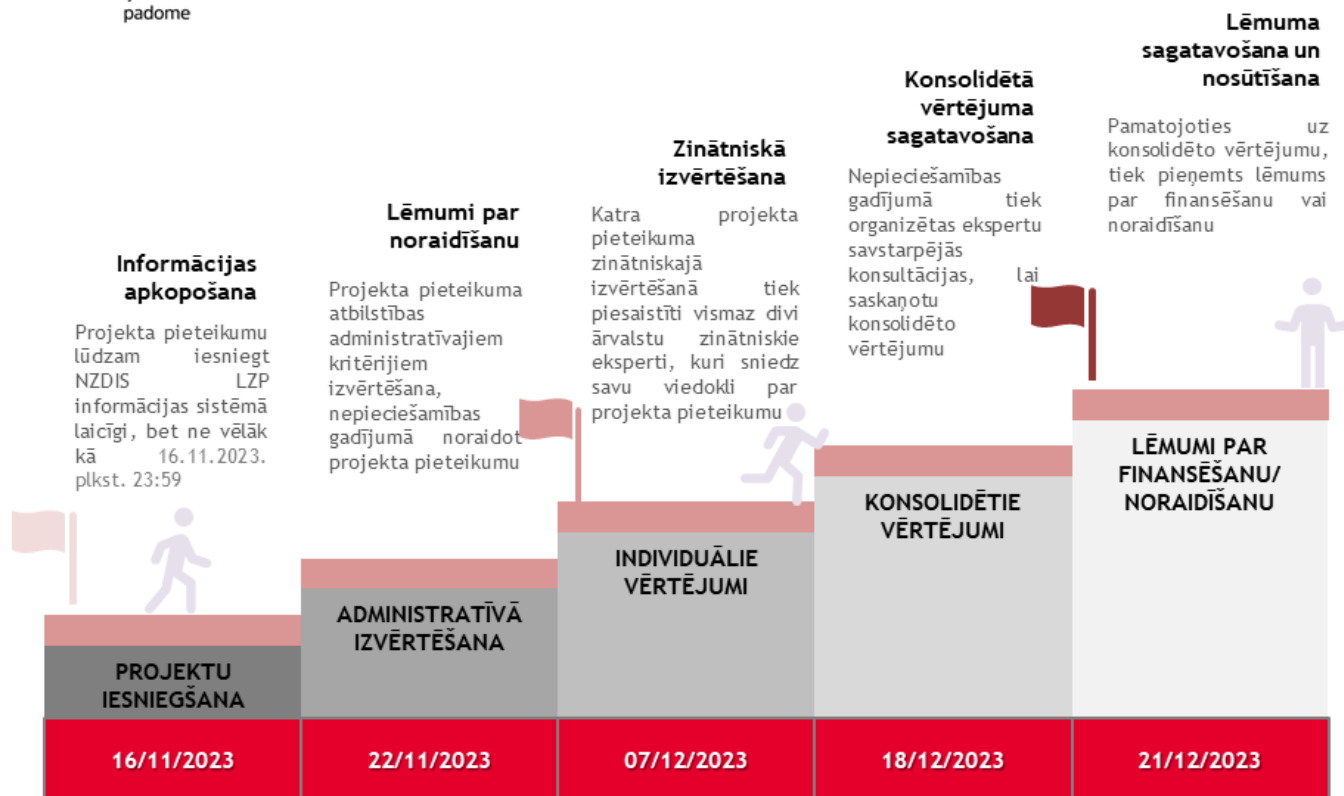 padome
Informācijas
apkopošana
Projekta pieteikumu
lūdzam iesniegt
NZDIS LZP
informācijas sistēmā
laicīgi, bet ne vēlāk
kā 16.11.2023.
plkst. 23:59
PROJEKTU
IESNIEGŠANA
16/11/2023
Lēmumi par
noraidīšanu
Projekta pieteikuma
atbilstības
administratīvajiem
kritērijiem
izvērtēšana,
nepieciešamības
gadījumā noraidot
projekta pieteikumu
ADMINISTRATĪVĀ
IZVĒRTĒŠANA
22/11/2023
Zinātniskā
izvērtēšana
Katra projekta
pieteikuma
zinātniskajā
izvērtēšanā tiek
piesaistīti vismaz divi
ārvalstu zinātniskie
eksperti, kuri sniedz
savu viedokli par
projekta pieteikumu
INDIVIDUĀLIE
VĒRTĒJUMI
07/12/2023
Konsolidētā
vērtējuma
sagatavošana
Nepieciešamības
gadījumā tiek
organizētas ekspertu
savstarpējās
konsultācijas, lai
saskaņotu
konsolidēto
vērtējumu
KONSOLIDĒTIE
VĒRTĒJUMI
18/12/2023
Lēmuma
sagatavošana un
nosūtīšana
Pamatojoties uz
konsolidēto vērtējumu,
tiek pieņemts lēmums
par finansēšanu vai
noraidīšanu
LĒMUMI PAR
FINANSĒŠANU/
NORAIDĪŠANU
21/12/2023